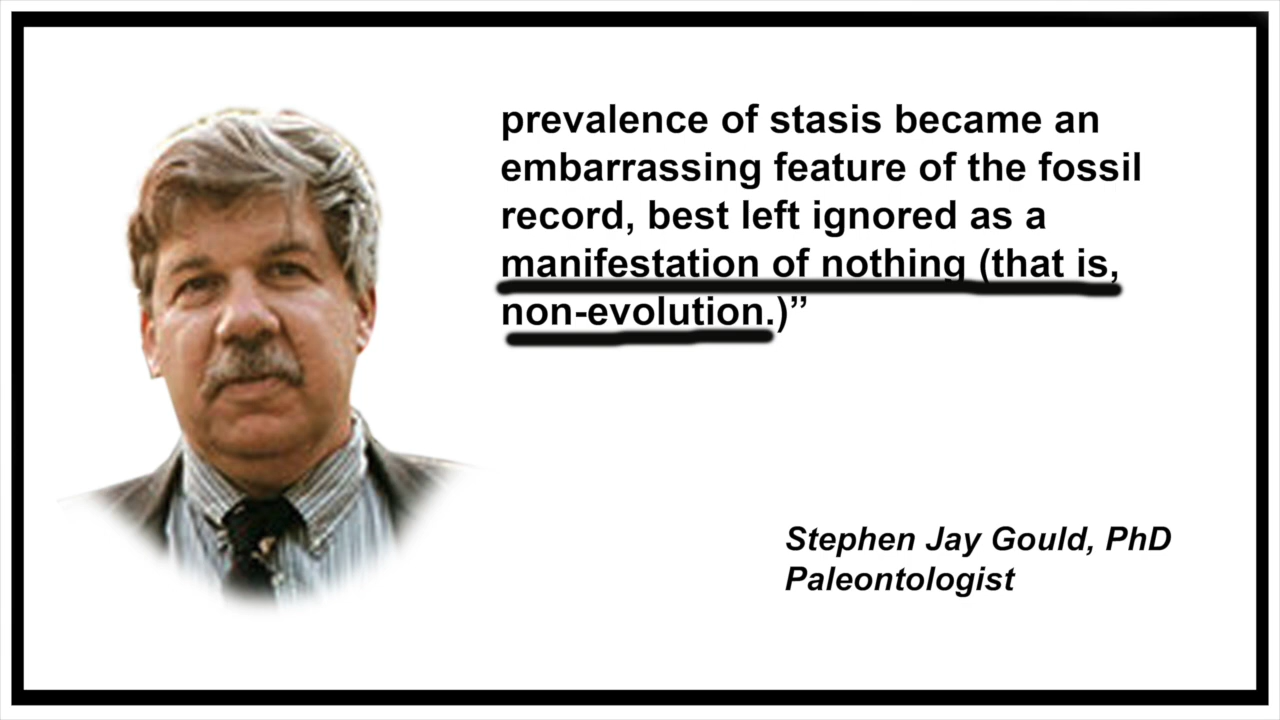 prevalence of stasis became an
embarrassing feature of the fossil
record, best left ignored as a
manifestation of nothing (that is,
non-evolution.)”
Stephen Jay Gould, PhD
Paleontologist